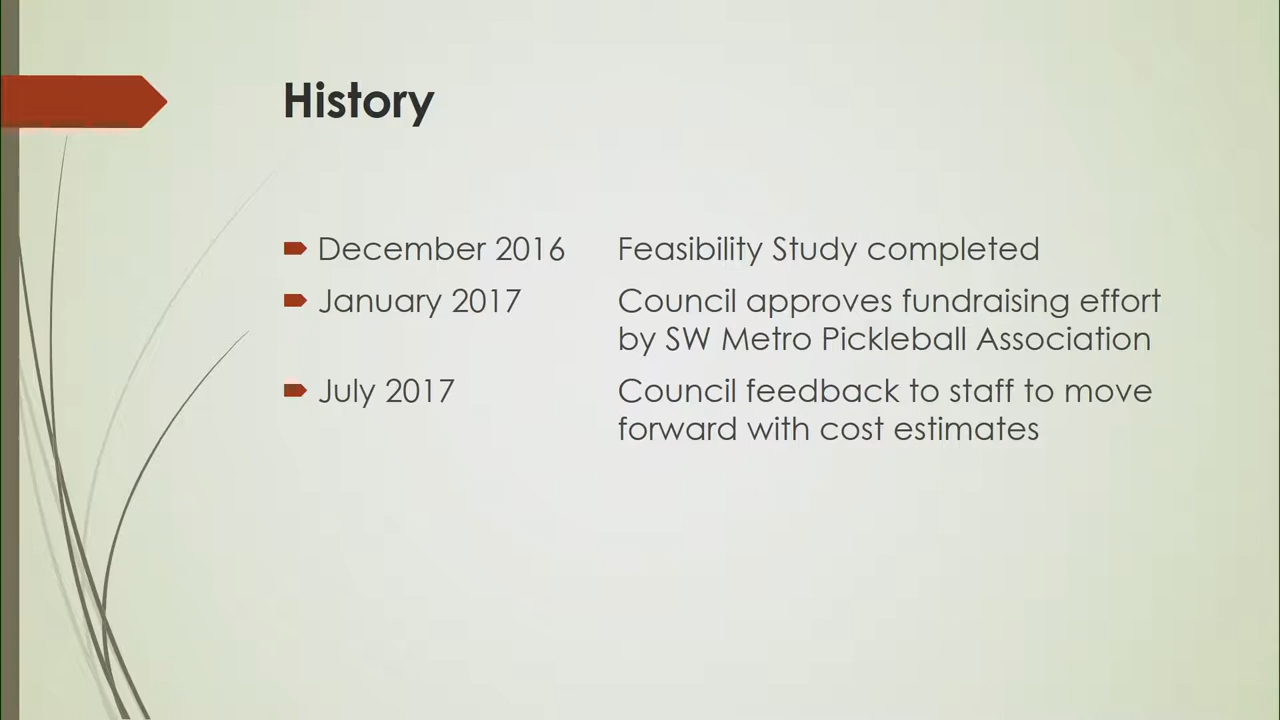 History
December 2016 Feasibility Study completed
January 2017 Council approves fundraising effort
by SW Metro Pickleball Association
July 2017 Council feedback to staff to move
forward with cost estimates